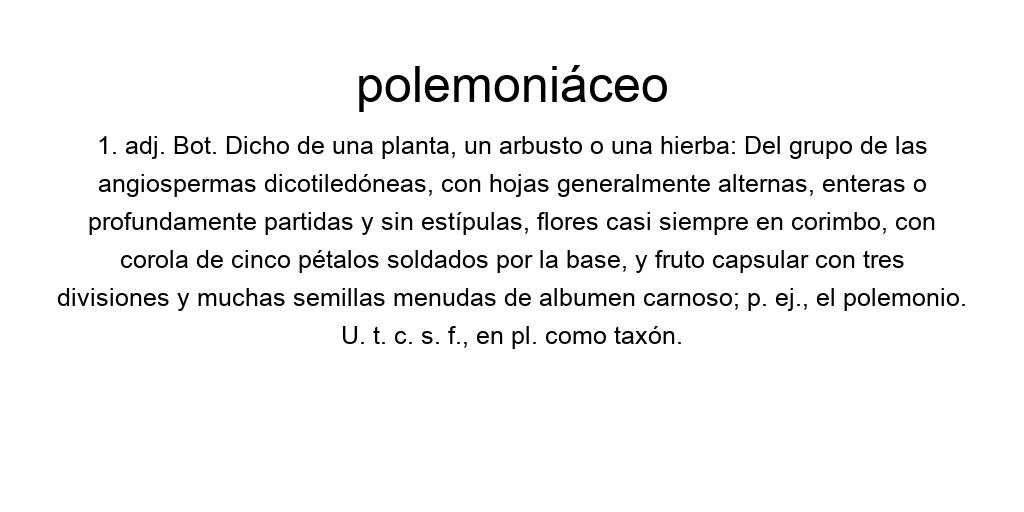 polemoniáceo
1. adj. Bot. Dicho de una planta, un arbusto o una hierba: Del grupo de las
angiospermas dicotiledóneas, con hojas generalmente alternas, enteras o
profundamente partidas y sin estípulas, flores casi siempre en corimbo, con
corola de cinco pétalos soldados por la base, y fruto capsular con tres
divisiones y muchas semillas menudas de albumen carnoso; p. ej., el polemonio.
U. t. c. s. f., en pl. como taxón.